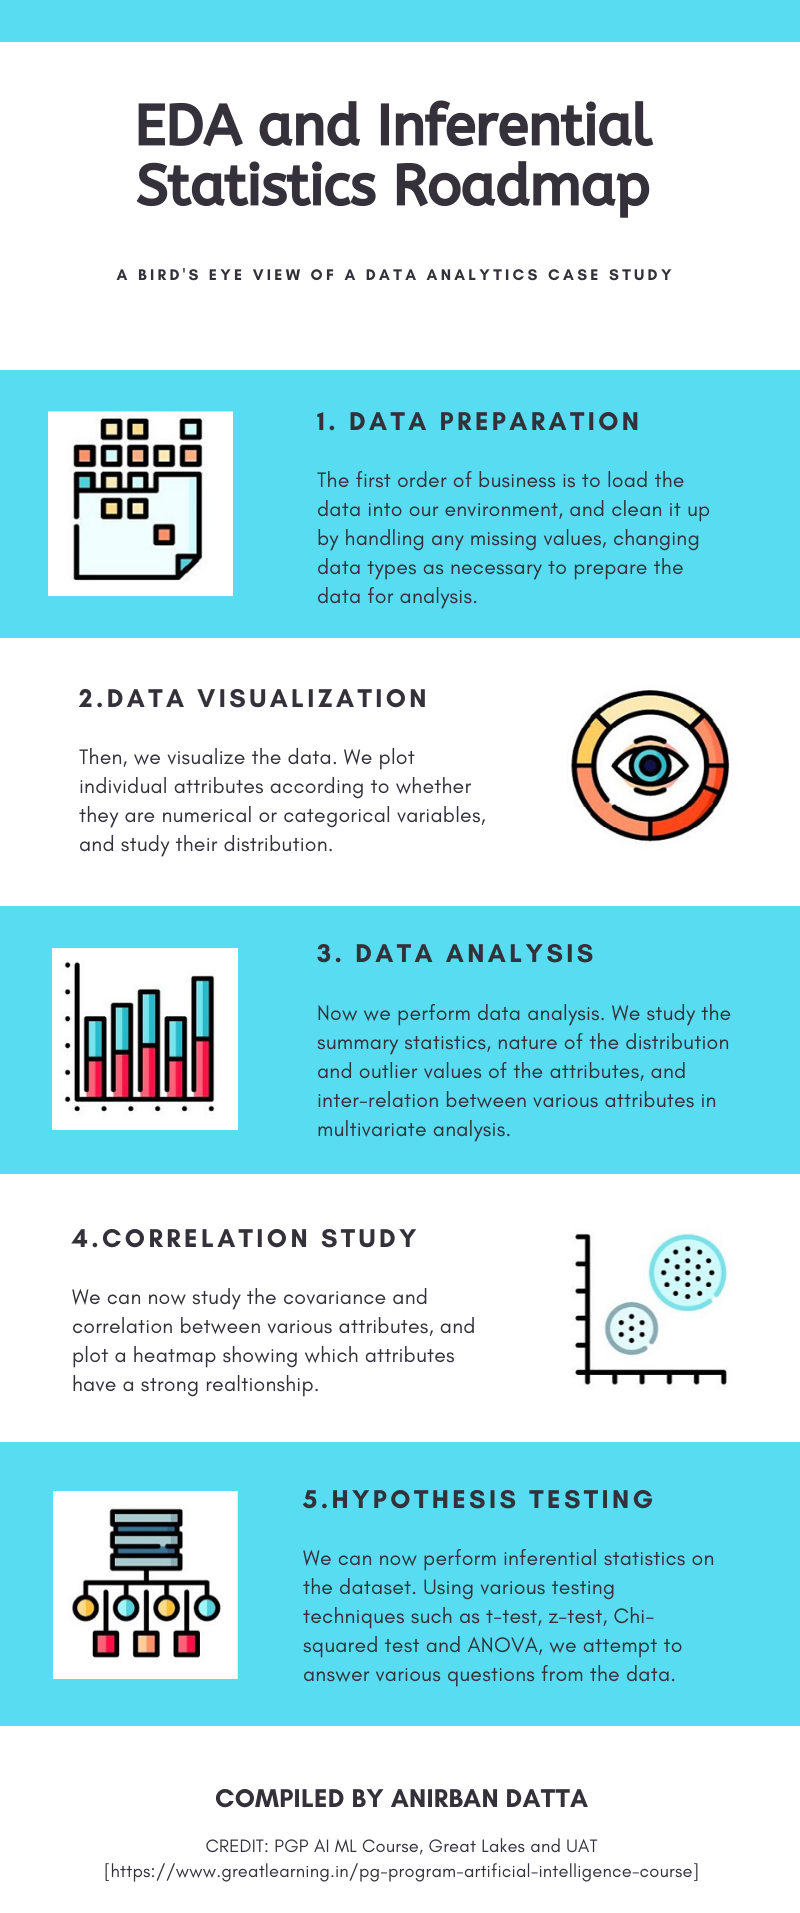 EDA and Inferential
Statistics Roadmap
A BIRD'S EYE VIEW OF A DATA ANALYTICS CASE STUDY
1. DATA PREPARATION
The first order of business is to load the
data into our environment, and clean it up
by handling any missing values, changing
data types as necessary to prepare the
data for analysis.
2.DATA VISUALIZATION
Then, we visualize the data. We plot
individual attributes according to whether
they are numerical or categorical variables,
and study their distribution.
3. DATA ANALYSIS
Now we perform data analysis. We study the
summary statistics, nature of the distribution
and outlier values of the attributes, and
inter-relation between various attributes in
multivariate analysis.
4.CORRELATION STUDY
We can now study the covariance and
correlation between various attributes, and
plot a heatmap showing which attributes
have a strong realtionship.
5.HYPOTHESIS TESTING
We can now perform inferential statistics on
the dataset. Using various testing
techniques such as t-test, z-test, Chi-
squared test and ANOVA, we attempt to
answer various questions from the data.
COMPILED BY ANIRBAN DATTA
CREDIT: PGP AI ML Course, Great Lakes and UAT
[https://www.greatlearning.in/pg-program-artificial-intelligence-course]